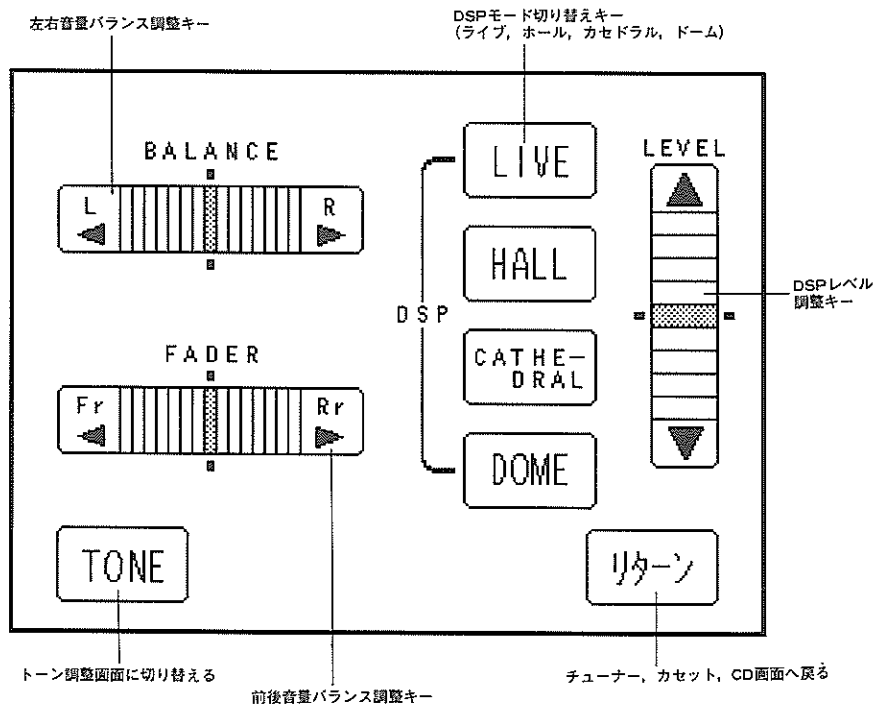 左右音量バランス調整キー
DSPモード切り替えキー
(ライブ, ホール, カセドラル, ドーム)
BALANCE
L
R
FADER
Fr
Rr
TONE
DSP
LIVE
HALL
CATHE-
DRAL
DOME
LEVEL
DSPレベル
調整キー
リターン
トーン調整画面に切り替える
前後音量バランス調整キー
チューナー, カセット, CD画面へ戻る